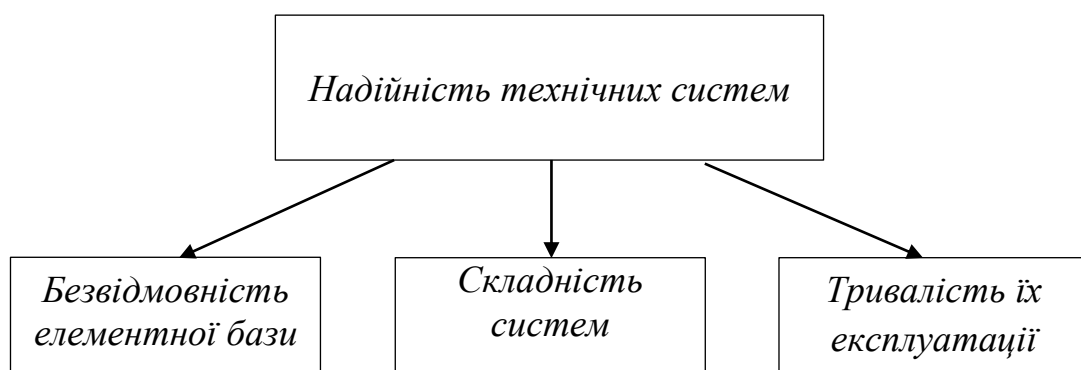 Надійність технічних систем
Безвідмовність
елементної бази
Складність
систем
Тривалість їх
експлуатації